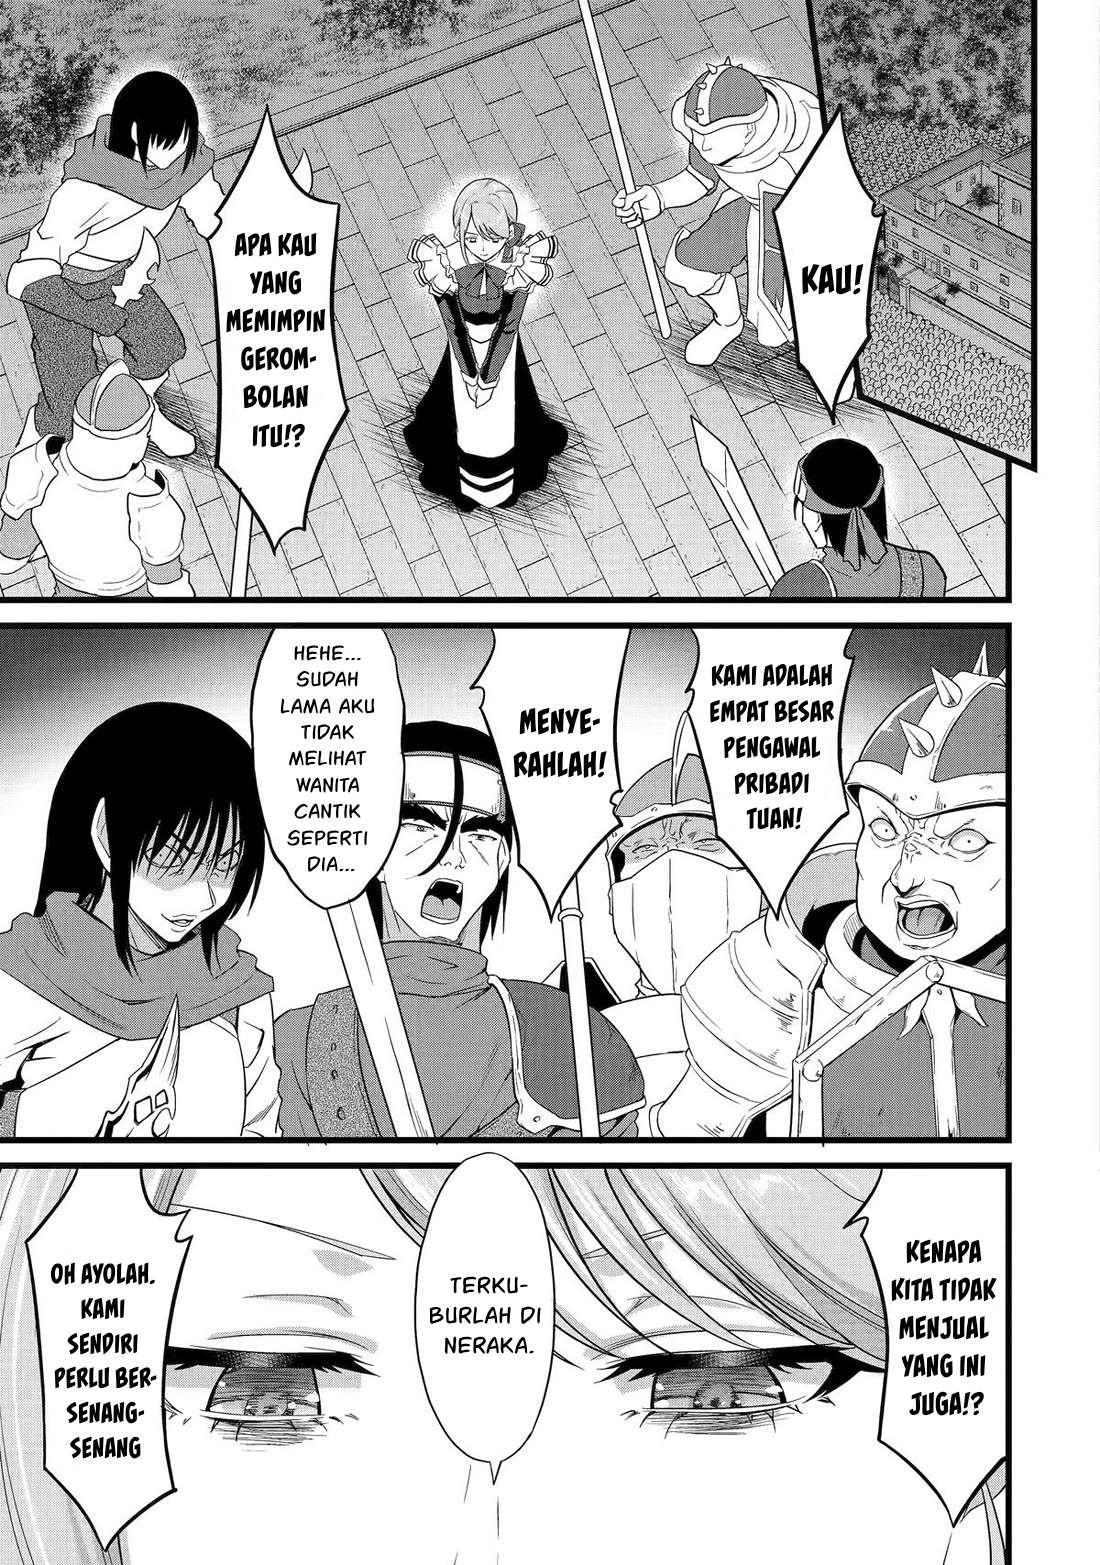 KAU!
APA KAU
YANG
MEMIMPIN
GEROM-
BOLAN
ITU!?
KAMI ADALAH
EMPAT BESAR
PENGAWAL
PRIBADI
TUAN!
MENYE-
RAHLAH!
HEHE...
SUDAH
LAMA AKU
TIDAK
MELIHAT
WANITA
CANTIK
SEPERTI
DIA...
KENAPA
KITA TIDAK
MENJUAL
YANG INI
JUGA!?
TERKU-
BURLAH DI
NERAKA.
OH AYOLAH.
KAMI
SENDIRI
PERLU BER-
SENANG-
SENANG